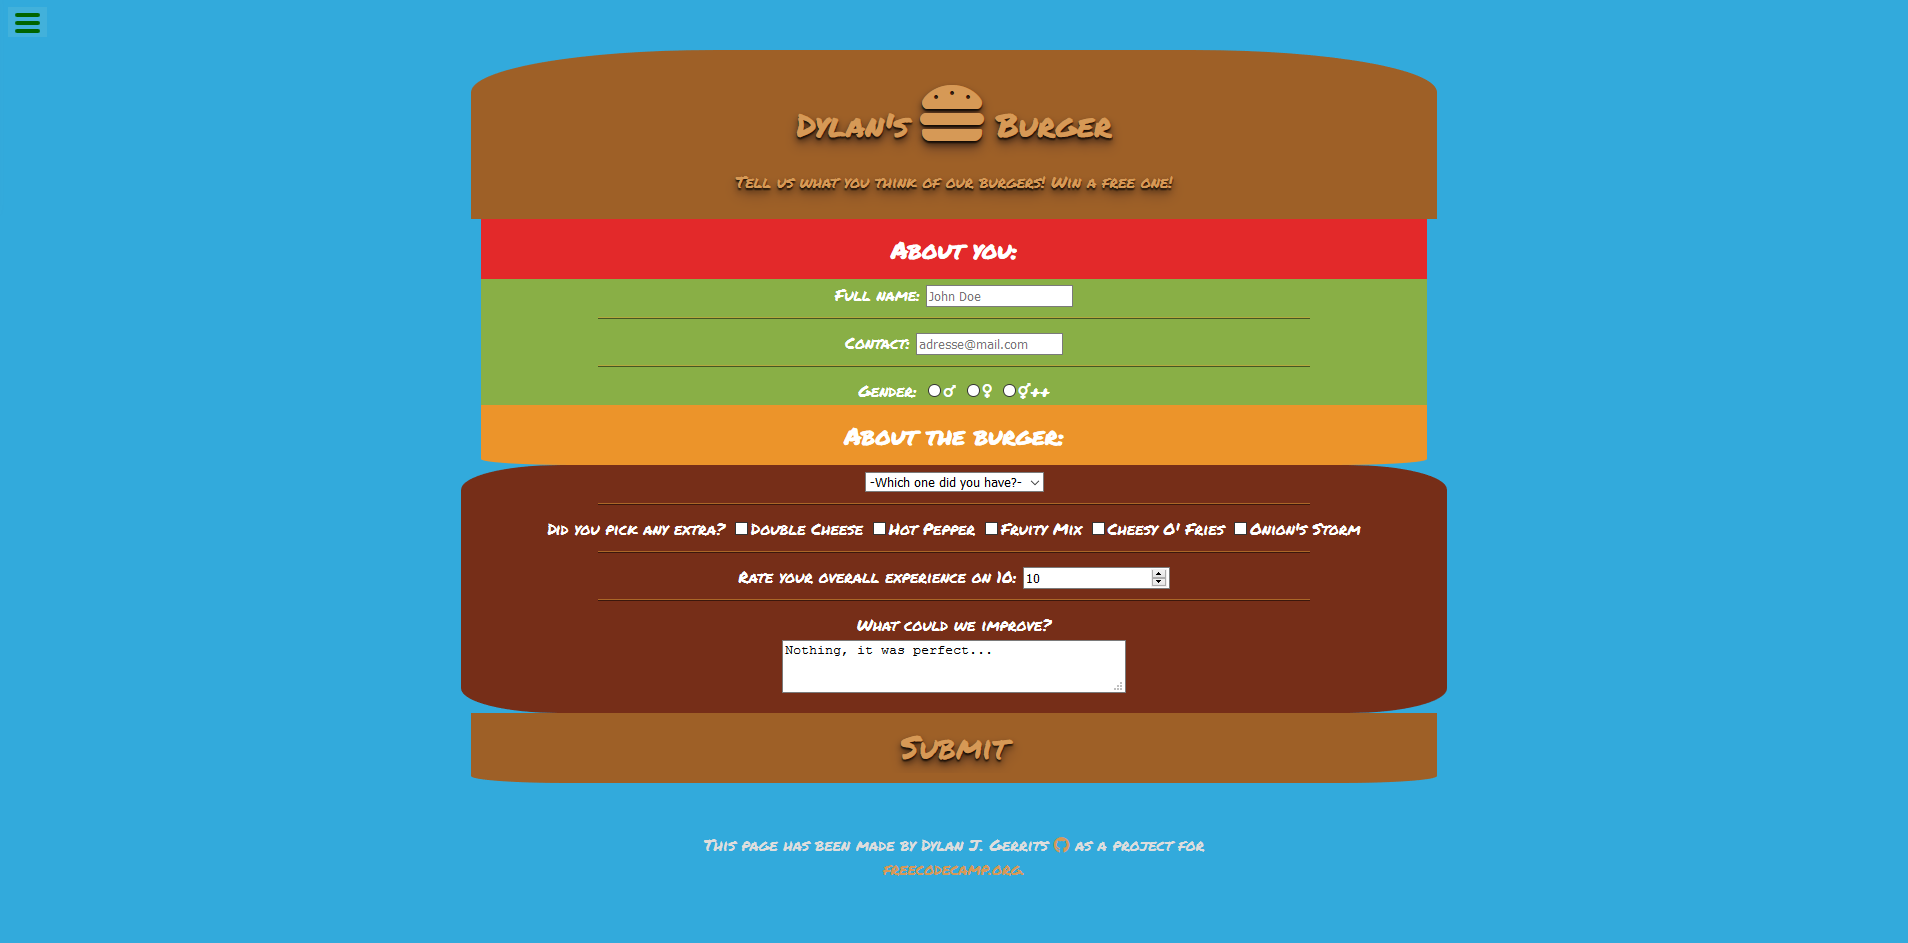 Dylan's Burger
Tell us what you think of our burgers! Win a free one!
About you:
Full name: John Doe
Contact: adresse@mail.com
Gender: ♂ ♀ ⚥++
About the burger:
-Which one did you have?-
Did you pick any extra? Double Cheese Hot Pepper Fruity Mix Cheesy O' Fries Onion's Storm
Rate your overall experience on 10: 10
What could we improve?
Nothing, it was perfect...
Submit
This page has been made by Dylan J. Gerrits as a project for
freecodecamp.org.